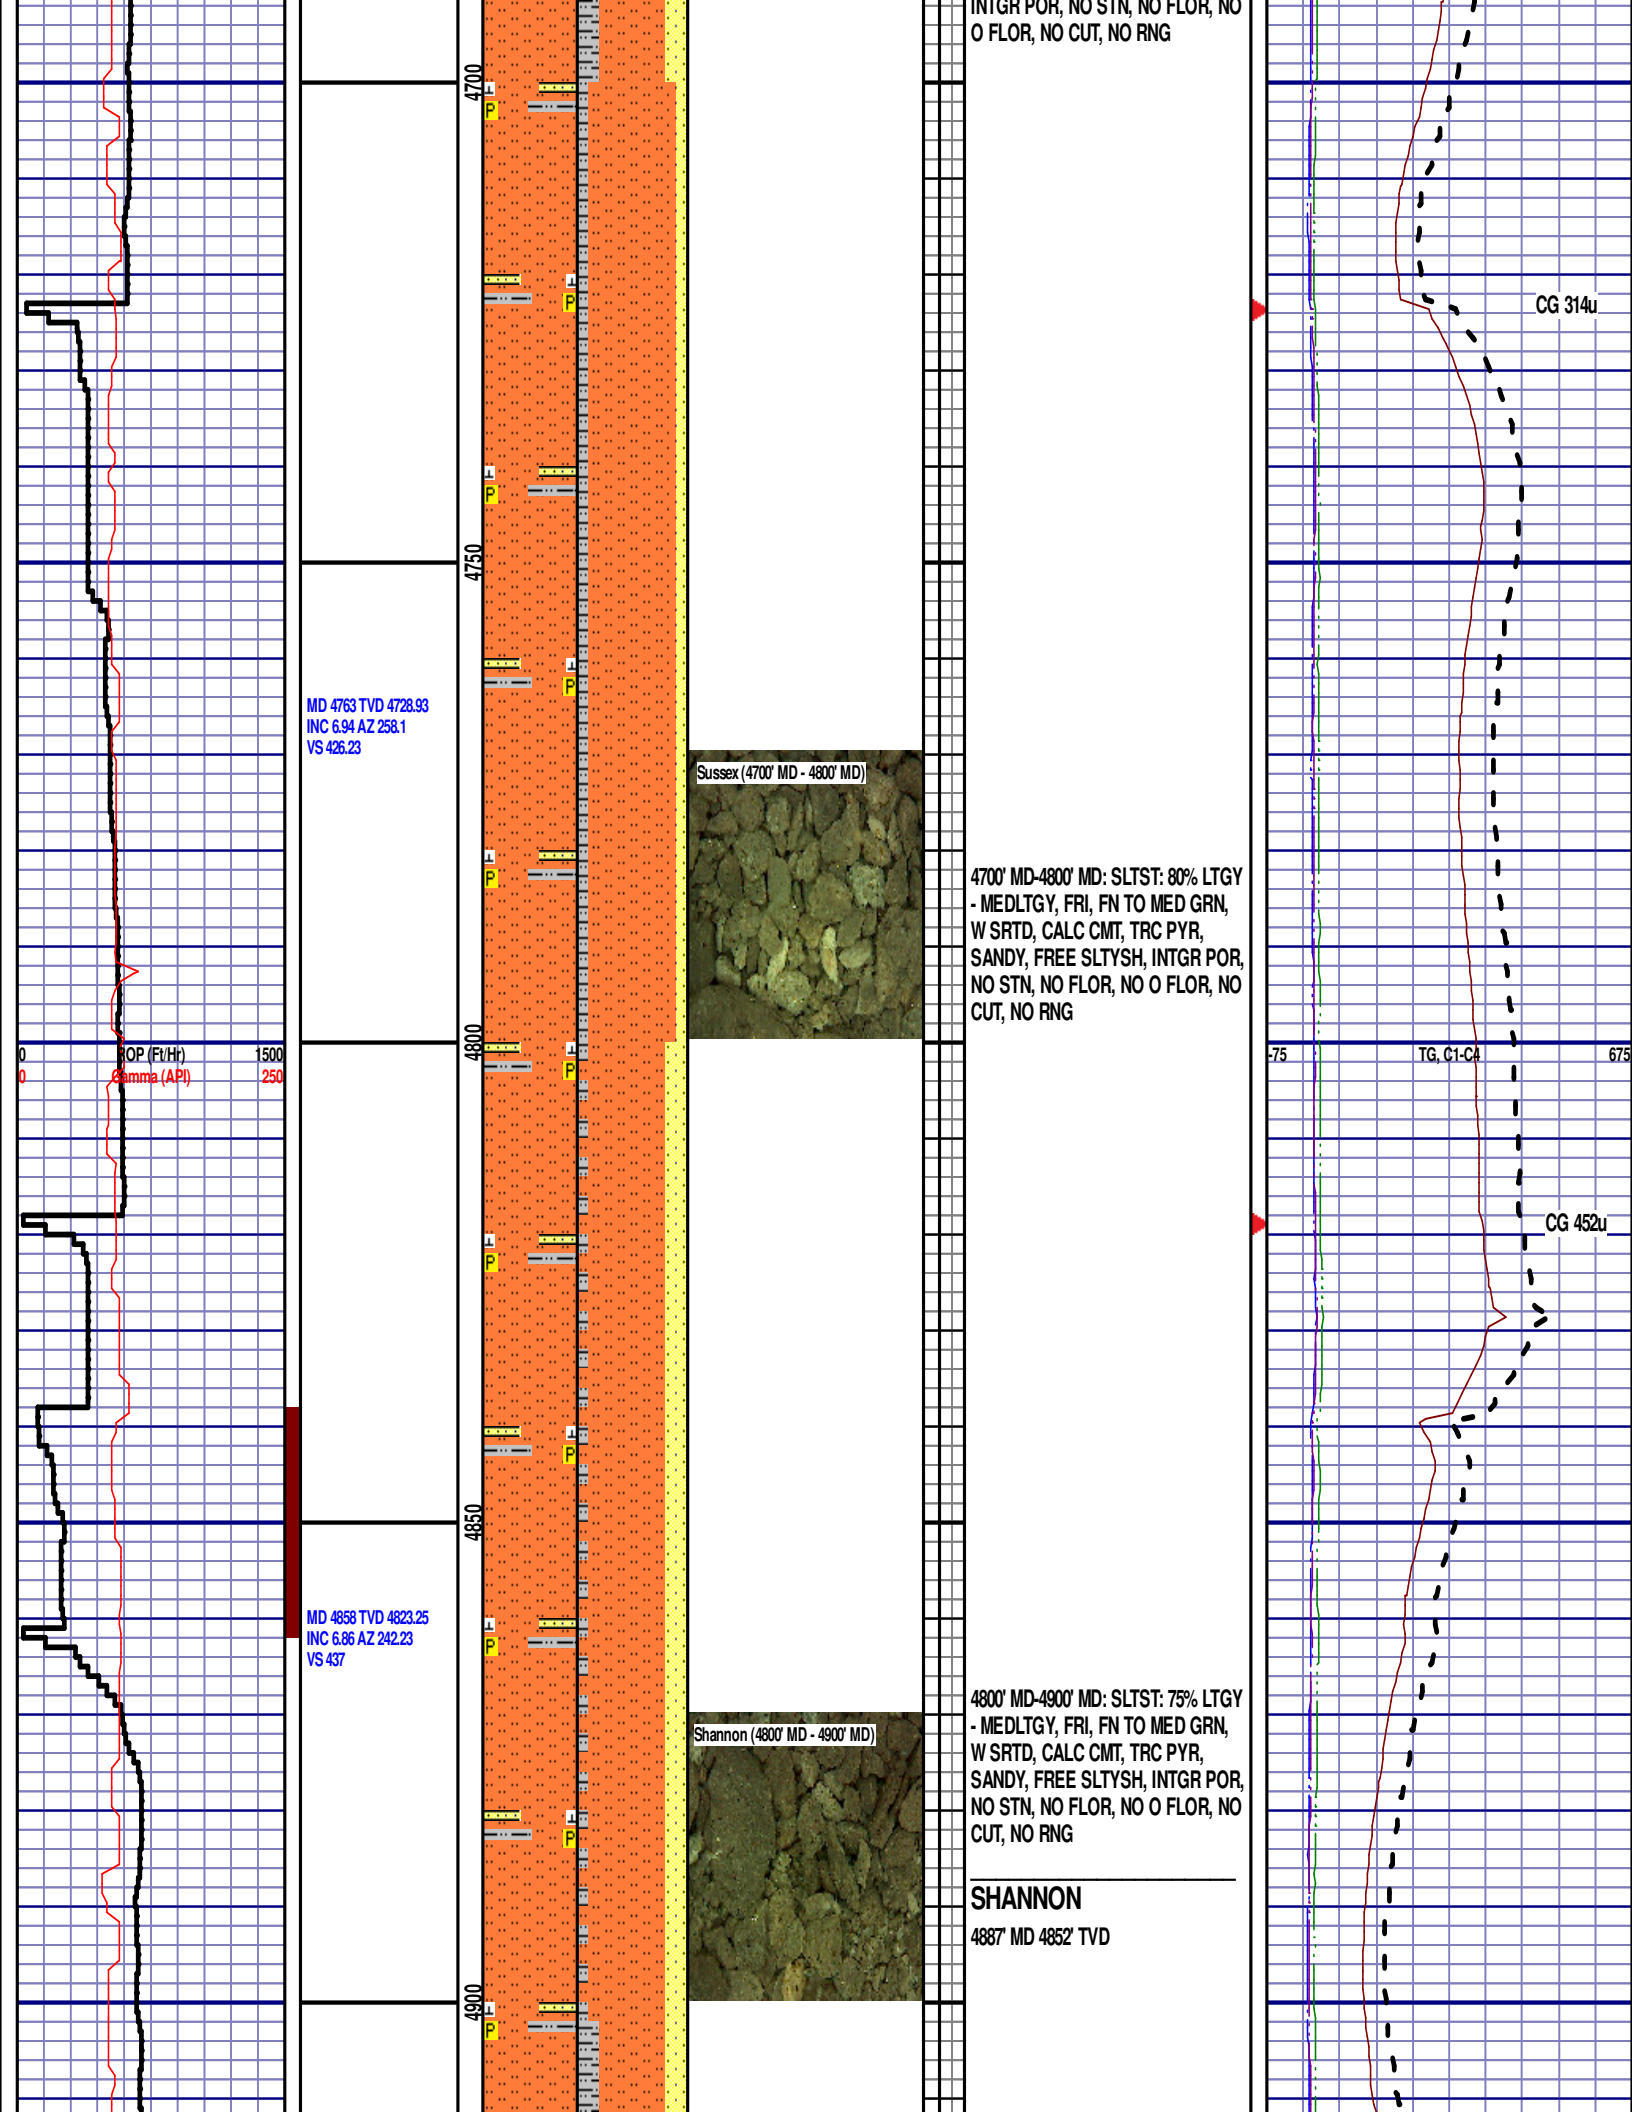 INTGR POR, NO STN, NO FLOR, NO
O FLOR, NO CUT, NO RNG
4700
P
P
CG 314u
P
4750
P
MD 4763 TVD 4728.93
INC 6.94 AZ 258.1
VS 426.23
Sussex (4700' MD - 4800' MD)
P
4700' MD-4800' MD: SLTST: 80% LTGY
- MEDLTGY, FRI, FN TO MED GRN,
W SRTD, CALC CMT, TRC PYR,
SANDY, FREE SLTYSH, INTGR POR,
NO STN, NO FLOR, NO O FLOR, NO
CUT, NO RNG
4800
0 ROP (Ft/Hr) 1500
0 Gamma (API) 250
P
-75 TG, C1-C4 675
CG 452u
P
P
4850
MD 4858 TVD 4823.25
INC 6.86 AZ 242.23
VS 437
P
Shannon (4800' MD - 4900' MD)
4800' MD-4900' MD: SLTST: 75% LTGY
- MEDLTGY, FRI, FN TO MED GRN,
W SRTD, CALC CMT, TRC PYR,
SANDY, FREE SLTYSH, INTGR POR,
NO STN, NO FLOR, NO O FLOR, NO
CUT, NO RNG
P
SHANNON
4887' MD 4852' TVD
4900
P